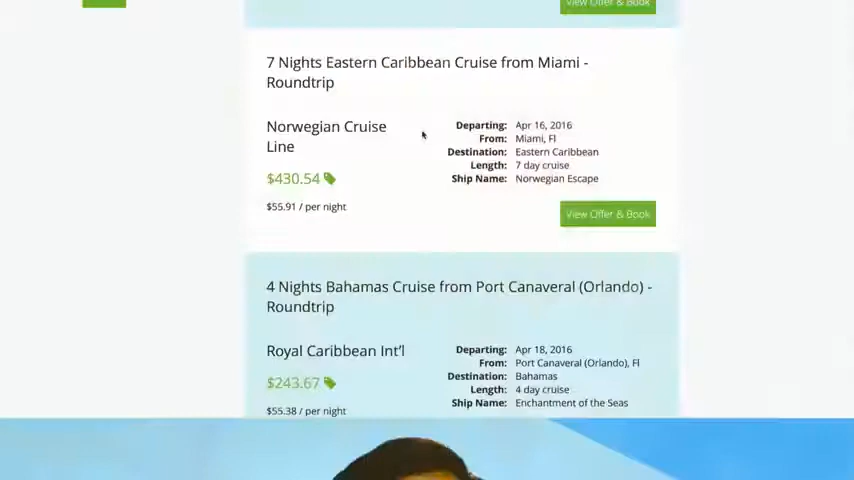 View Offer & Book
7 Nights Eastern Caribbean Cruise from Miami -
Roundtrip
Norwegian Cruise
Line
$430.54
$55.91 / per night
Departing: Apr 16, 2016
From: Miami, Fl
Destination: Eastern Caribbean
Length: 7 day cruise
Ship Name: Norwegian Escape
View Offer & Book
4 Nights Bahamas Cruise from Port Canaveral (Orlando) -
Roundtrip
Royal Caribbean Int'l
$243.67
$55.38 / per night
Departing: Apr 18, 2016
From: Port Canaveral (Orlando), Fl
Destination: Bahamas
Length: 4 day cruise
Ship Name: Enchantment of the Seas